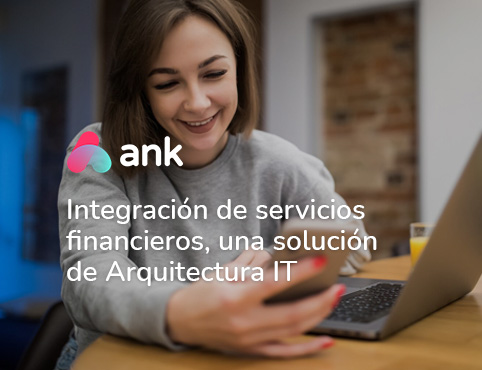 ank
Integración de servicios
financieros, una solución
de Arquitectura IT